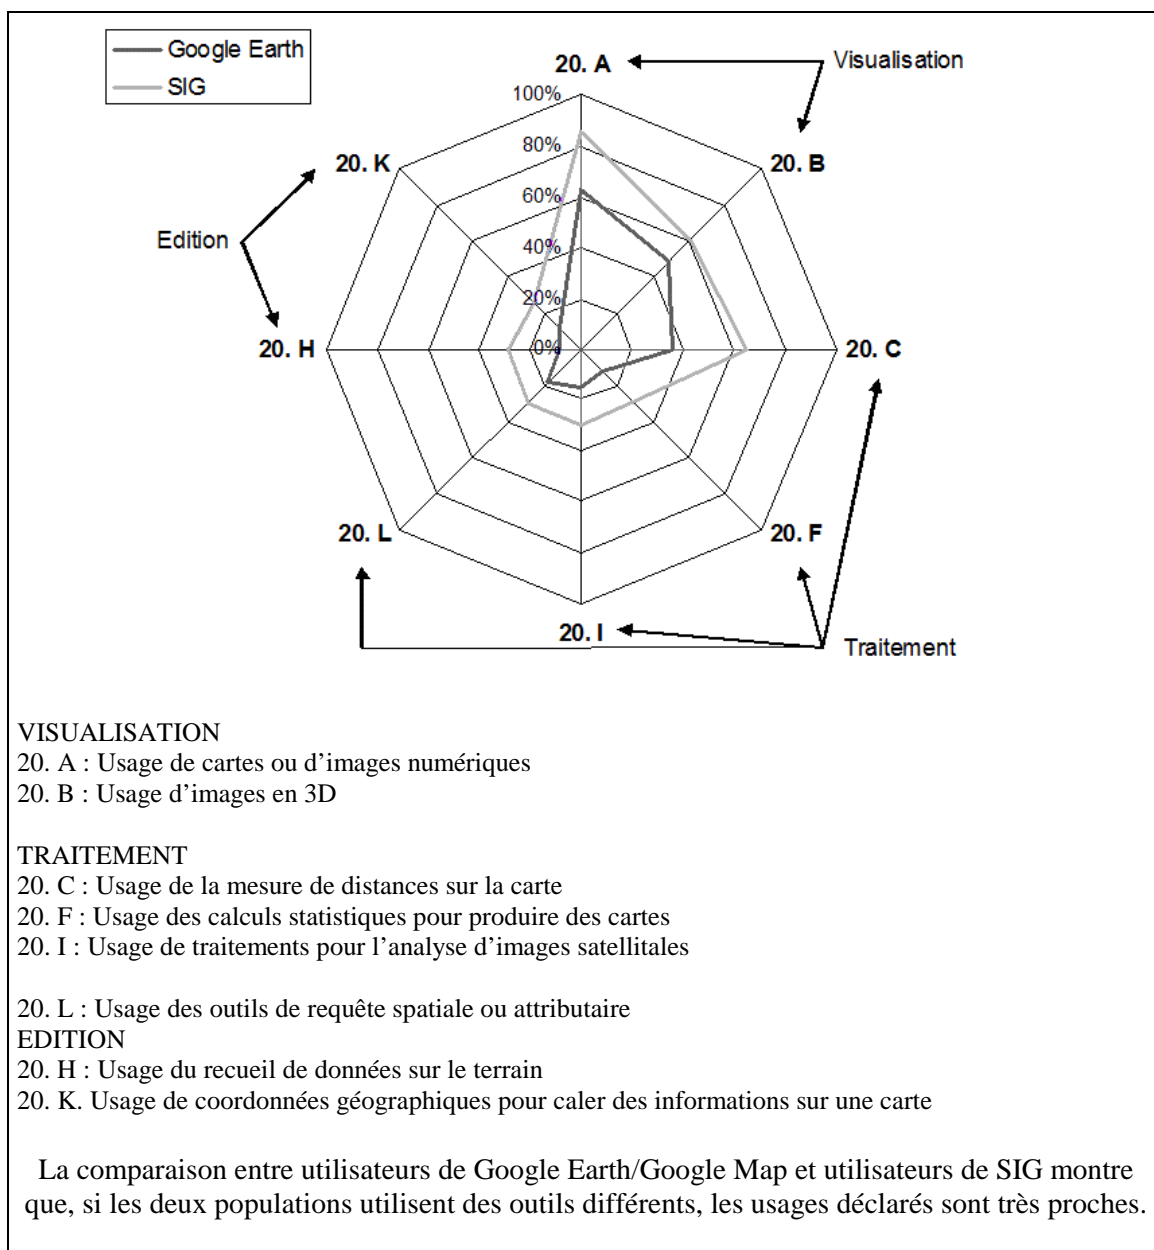 Google Earth
SIG
20. A
Visualisation
100%
80%
20. K
20. B
60%
Edition
40%
20%
20. H
0%
20. C
20. L
20. F
20. I
Traitement
VISUALISATION
20. A : Usage de cartes ou d’images numériques
20. B : Usage d’images en 3D
TRAITEMENT
20. C : Usage de la mesure de distances sur la carte
20. F : Usage des calculs statistiques pour produire des cartes
20. I : Usage de traitements pour l’analyse d’images satellitales
20. L : Usage des outils de requête spatiale ou attributaire
EDITION
20. H : Usage du recueil de données sur le terrain
20. K. Usage de coordonnées géographiques pour caler des informations sur une carte
La comparaison entre utilisateurs de Google Earth/Google Map et utilisateurs de SIG montre
que, si les deux populations utilisent des outils différents, les usages déclarés sont très proches.